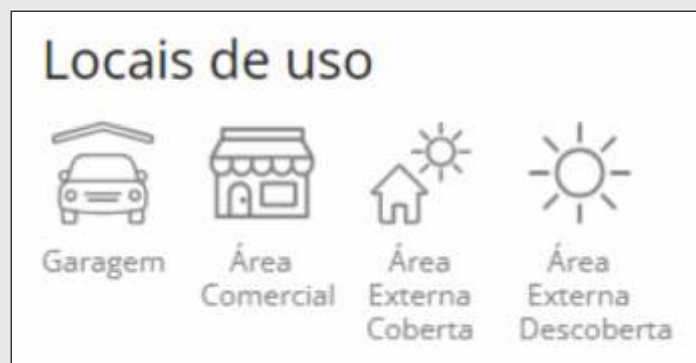 Locais de uso
Garagem
Área
Comercial
Área
Externa
Coberta
Área
Externa
Descoberta